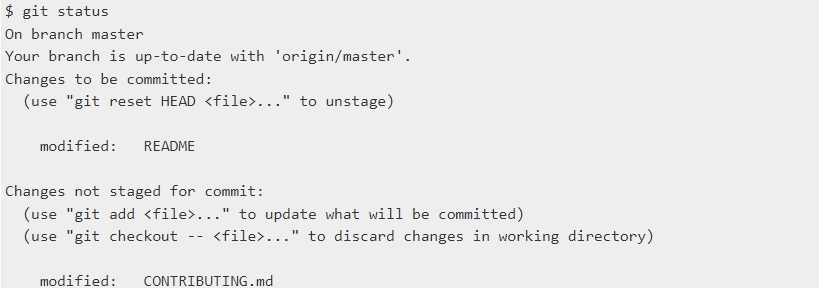 $ git status
On branch master
Your branch is up-to-date with 'origin/master'.
Changes to be committed:
  (use "git reset HEAD <file>..." to unstage)

    modified:   README

Changes not staged for commit:
  (use "git add <file>..." to update what will be committed)
  (use "git checkout -- <file>..." to discard changes in working directory)

    modified:   CONTRIBUTING.md